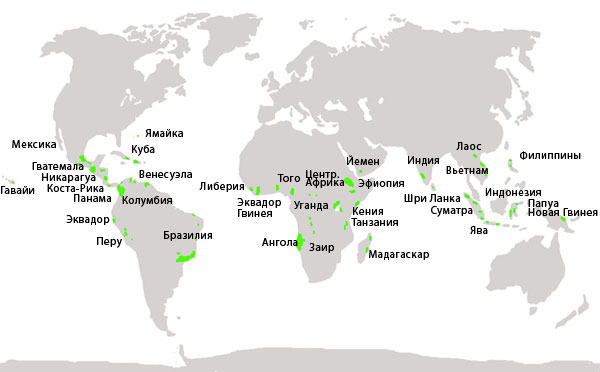 Ямайка
Мексика
Куба
Гватемала
Никарагуа
Венесуэла
Гавайи
Коста-Рика
Панама
Колумбия
Эквадор
Перу
Бразилия
Либерия
Эквадор
Гвинея
Того
Центр.
Африка
Йемен
Эфиопия
Уганда
Кения
Танзания
Ангола
Заир
Мадагаскар
Индия
Лаос
Филиппины
Вьетнам
Шри Ланка
Индонезия
Суматра
Папуа
Новая Гвинея
Ява